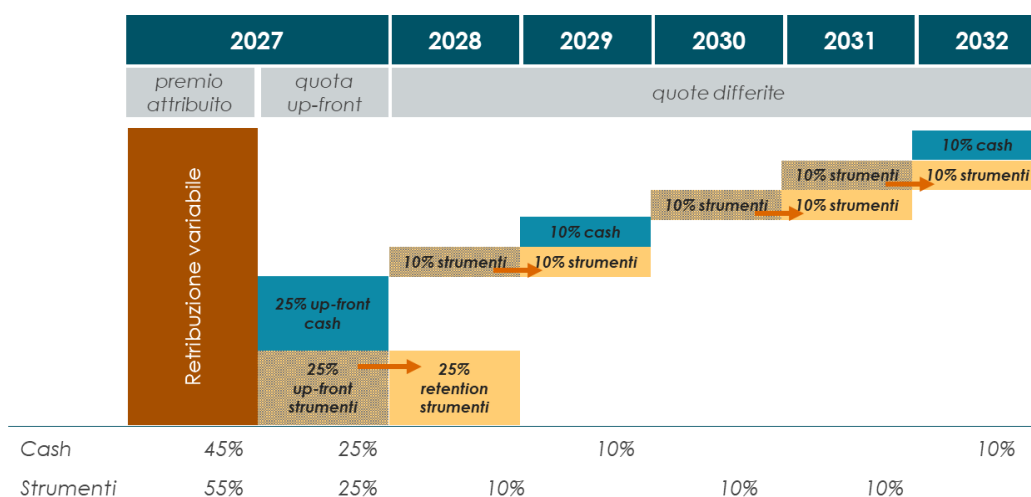 2027 2028 2029 2030 2031 2032
premio attribuito
quota up-front
quote differite
Retribuzione variabile
10% cash
10% strumenti 10% strumenti
10% strumenti 10% strumenti
10% cash
10% strumenti 10% strumenti
25% up-front
cash
25%
up-front
strumenti
25%
retention
strumenti
Cash 45% 25% 10% 10%
Strumenti 55% 25% 10% 10% 10%